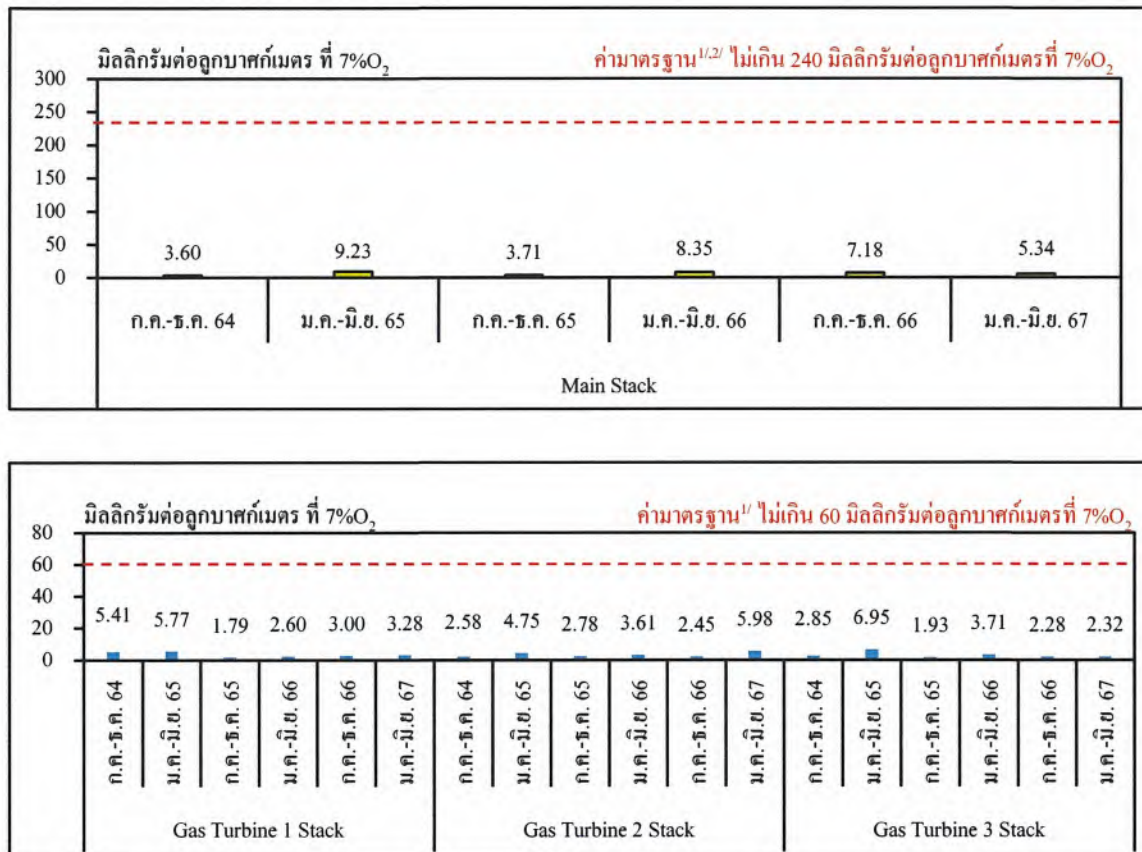 มิลลิกรัมต่อลูกบาศก์เมตร ที่ 7%O₂ ค่ามาตรฐาน¹/,²/ ไม่เกิน 240 มิลลิกรัมต่อลูกบาศก์เมตรที่ 7%O₂
300
250
200
150
100
50
0
3.60 9.23 3.71 8.35 7.18 5.34
ก.ค.-ธ.ค. 64 ม.ค.-มิ.ย. 65 ก.ค.-ธ.ค. 65 ม.ค.-มิ.ย. 66 ก.ค.-ธ.ค. 66 ม.ค.-มิ.ย. 67
Main Stack
มิลลิกรัมต่อลูกบาศก์เมตร ที่ 7%O₂ ค่ามาตรฐาน¹/ ไม่เกิน 60 มิลลิกรัมต่อลูกบาศก์เมตรที่ 7%O₂
80
60
40
20
0
5.41 5.77 1.79 2.60 3.00 3.28 2.58 4.75 2.78 3.61 2.45 5.98 2.85 6.95 1.93 3.71 2.28 2.32
ก.ค.-ธ.ค. 64
ม.ค.-มิ.ย. 65
ก.ค.-ธ.ค. 65
ม.ค.-มิ.ย. 66
ก.ค.-ธ.ค. 66
ม.ค.-มิ.ย. 67
ก.ค.-ธ.ค. 64
ม.ค.-มิ.ย. 65
ก.ค.-ธ.ค. 65
ม.ค.-มิ.ย. 66
ก.ค.-ธ.ค. 66
ม.ค.-มิ.ย. 67
ก.ค.-ธ.ค. 64
ม.ค.-มิ.ย. 65
ก.ค.-ธ.ค. 65
ม.ค.-มิ.ย. 66
ก.ค.-ธ.ค. 66
ม.ค.-มิ.ย. 67
Gas Turbine 1 Stack Gas Turbine 2 Stack Gas Turbine 3 Stack